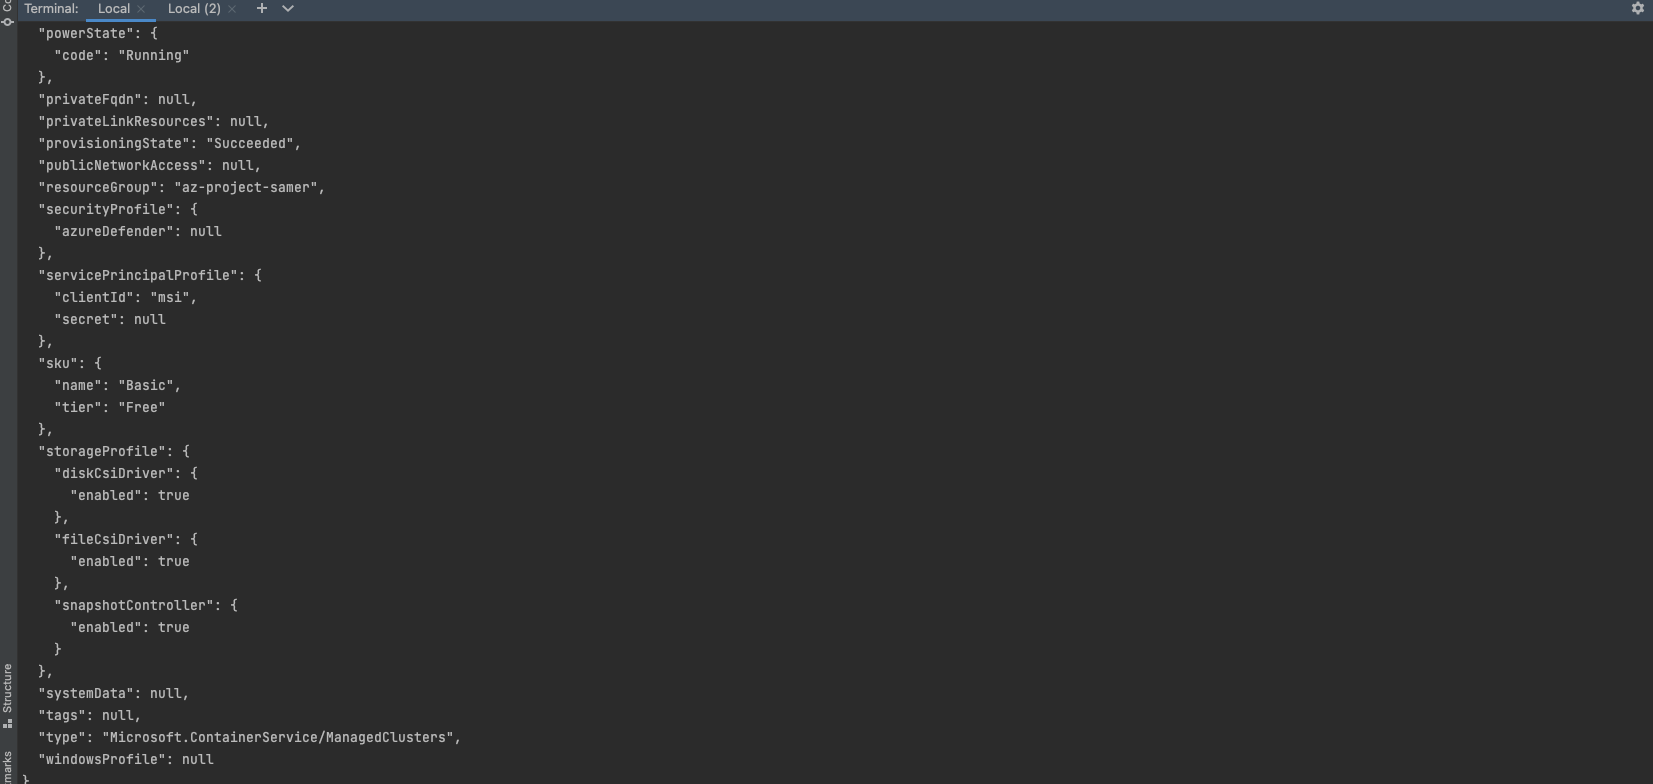 Terminal: Local × Local (2) × +
"powerState": {
"code": "Running"
},
"privateFqdn": null,
"privateLinkResources": null,
"provisioningState": "Succeeded",
"publicNetworkAccess": null,
"resourceGroup": "az-project-samer",
"securityProfile": {
"azureDefender": null
},
"servicePrincipalProfile": {
"clientId": "msi",
"secret": null
},
"sku": {
"name": "Basic",
"tier": "Free"
},
"storageProfile": {
"diskCsiDriver": {
"enabled": true
},
"fileCsiDriver": {
"enabled": true
},
"snapshotController": {
"enabled": true
}
},
"systemData": null,
"tags": null,
"type": "Microsoft.ContainerService/ManagedClusters",
"windowsProfile": null
}
Structure